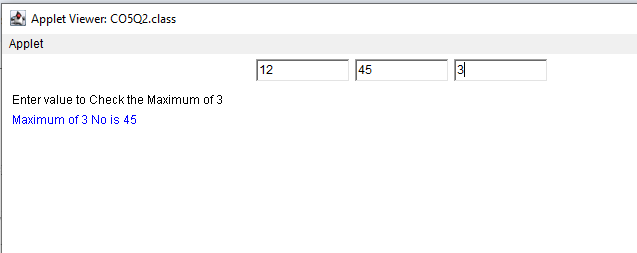 Applet Viewer: CO5Q2.class
Applet
12 45 3
Enter value to Check the Maximum of 3
Maximum of 3 No is 45